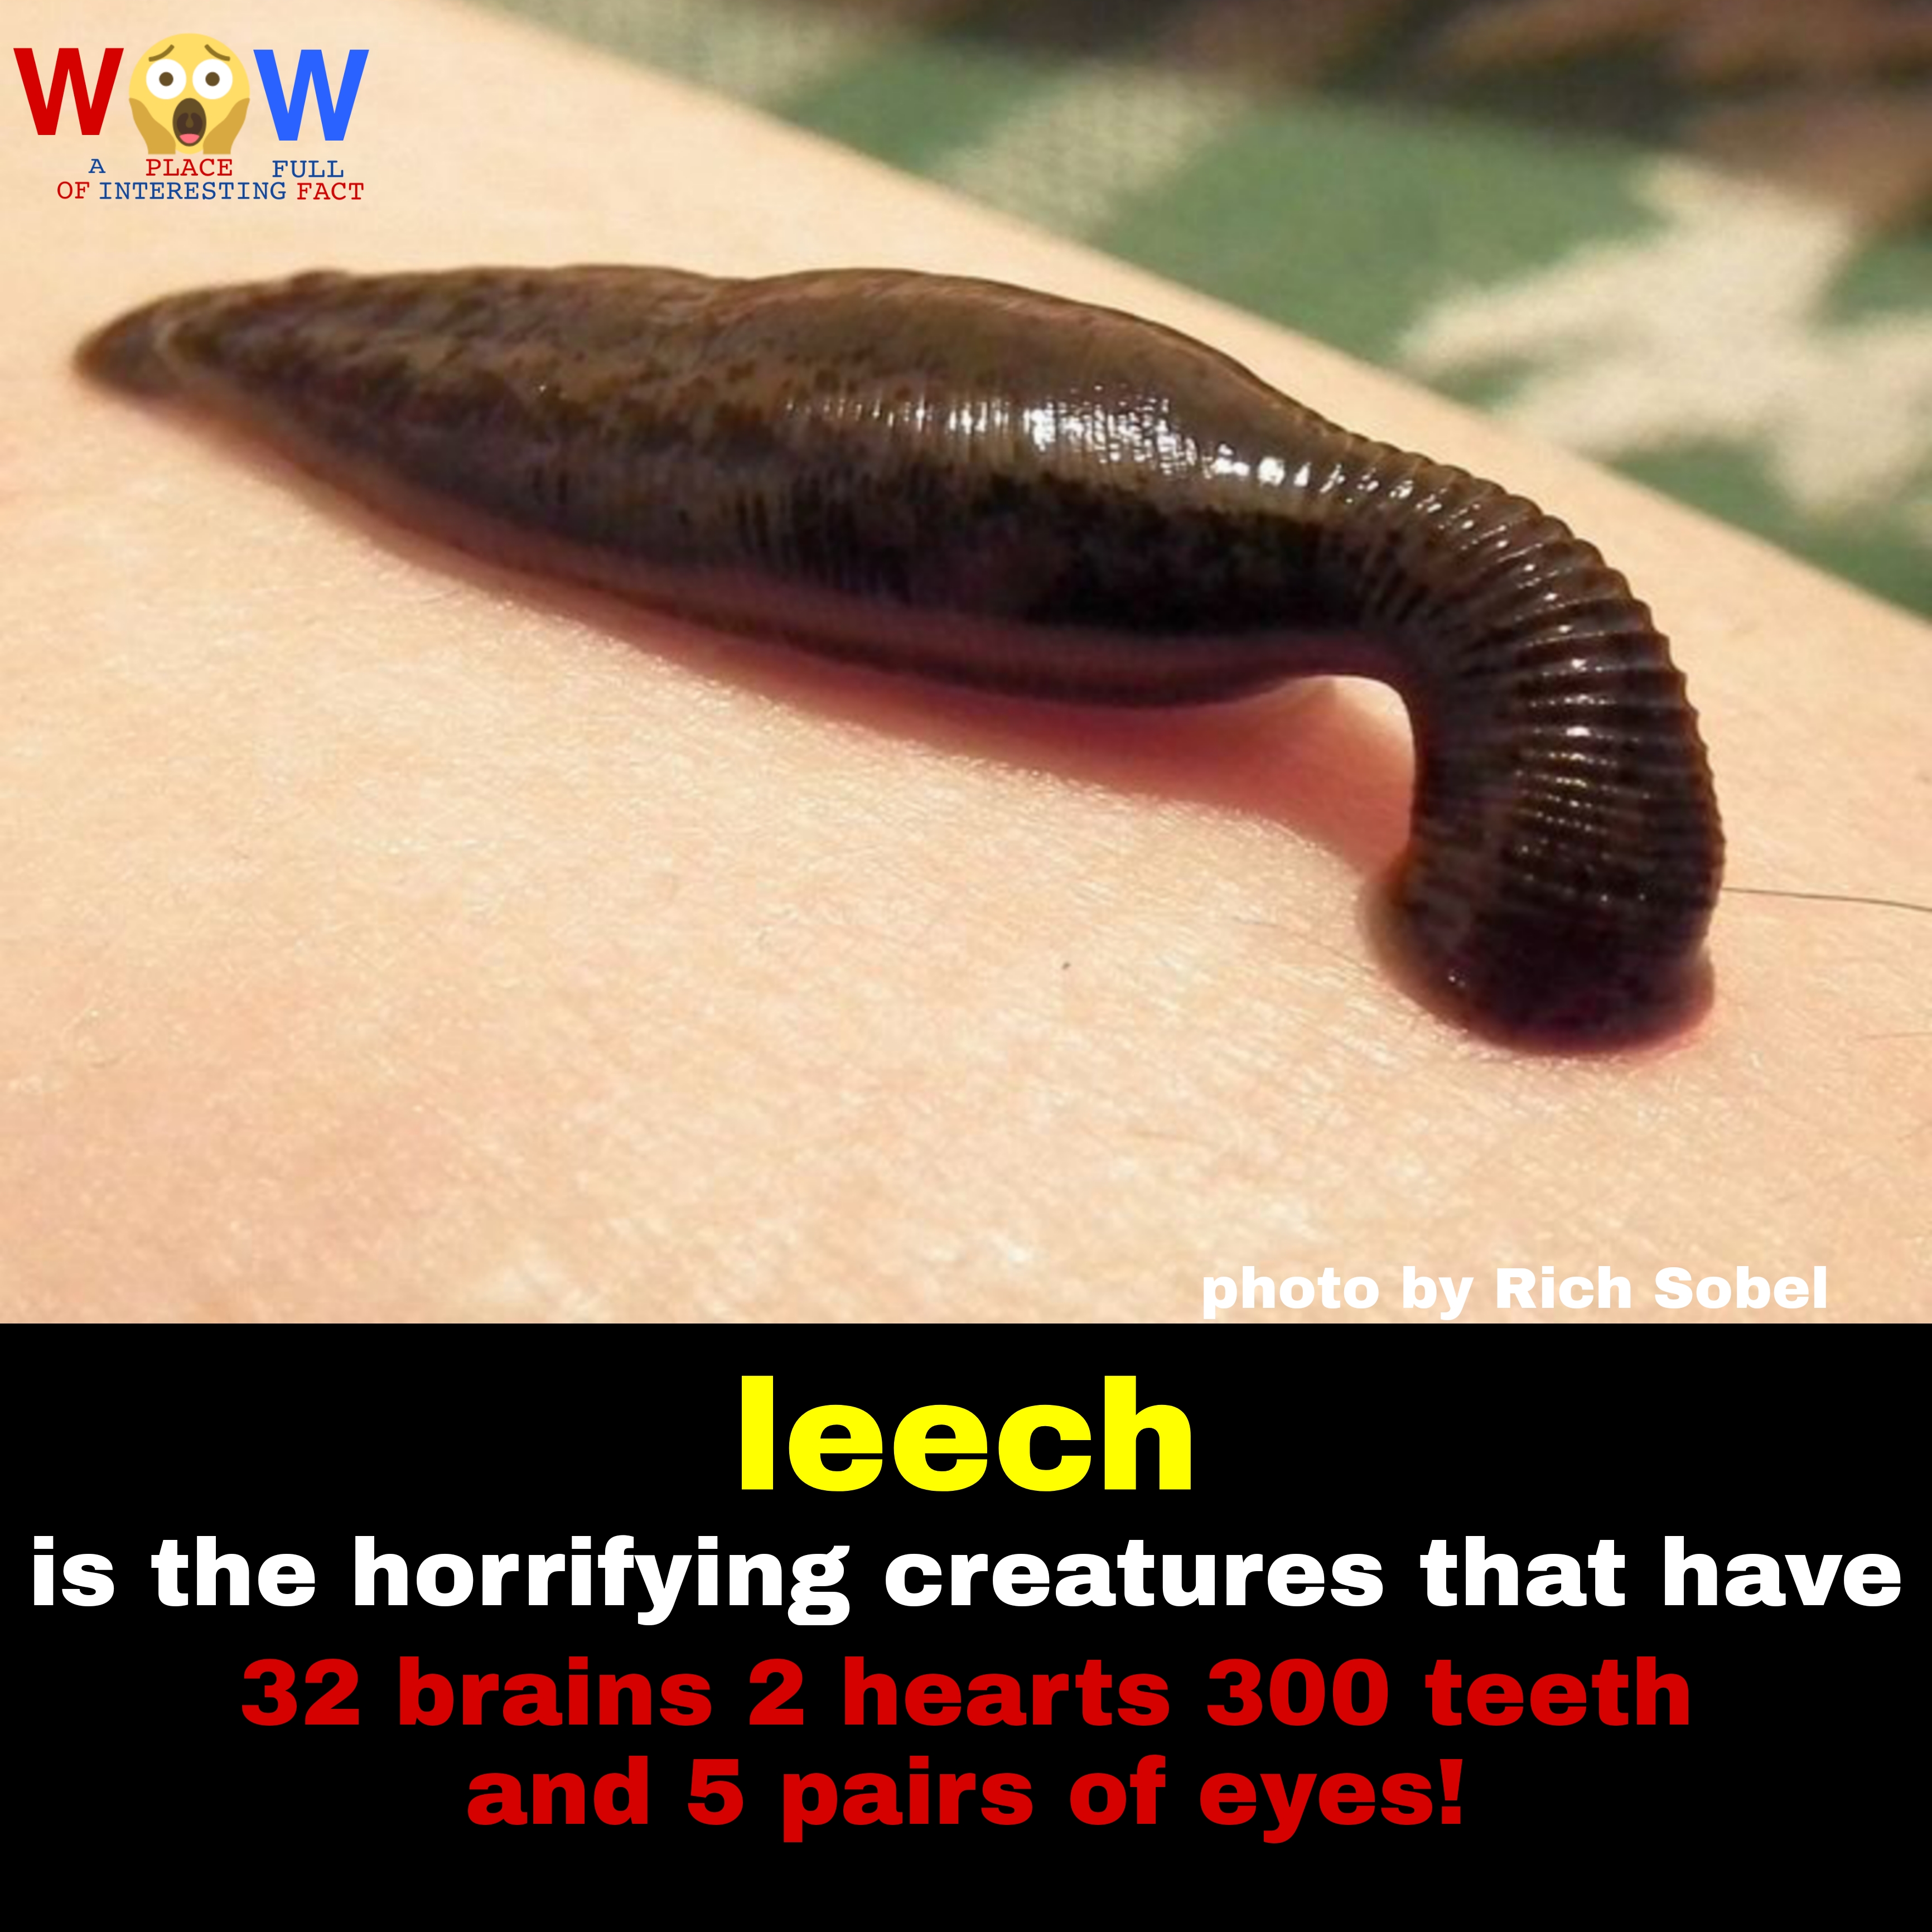 W😱W
A PLACE FULL
OF INTERESTING FACT
photo by Rich Sobel
leech
is the horrifying creatures that have
32 brains 2 hearts 300 teeth
and 5 pairs of eyes!